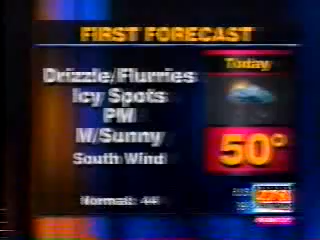 FIRST FORECAST
Today
Drizzle/Flurries
Icy Spots
PM
M/Sunny
South Wind
50°
Normal: 44